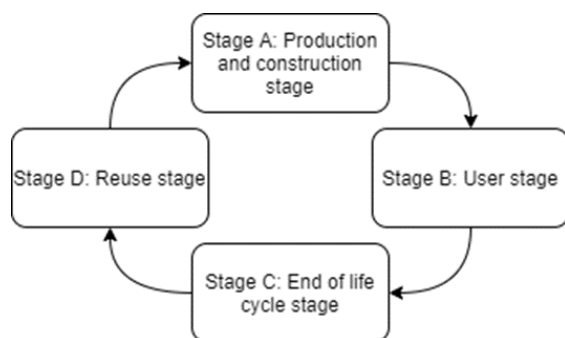 Stage A: Production
and construction
stage
Stage D: Reuse stage
Stage B: User stage
Stage C: End of life
cycle stage